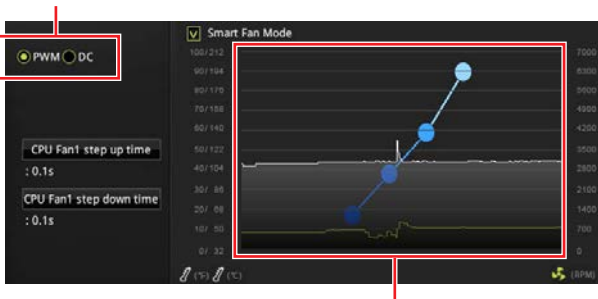 V Smart Fan Mode
PWM DC
100/212 7000
90/194 6300
80/176 5600
70/158 4900
60/140 4200
50/122 3500
40/104 2800
30/ 86 2100
20/ 68 1400
10/ 50 700
0/ 32 0
CPU Fan1 step up time
: 0.1s
CPU Fan1 step down time
: 0.1s
(°F) (°C) (RPM)